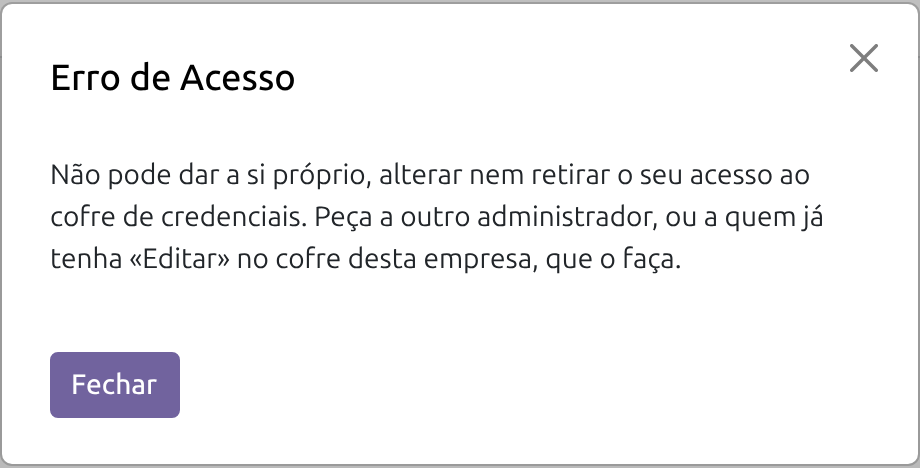 Erro de Acesso
Não pode dar a si próprio, alterar nem retirar o seu acesso ao
cofre de credenciais. Peça a outro administrador, ou a quem já
tenha «Editar» no cofre desta empresa, que o faça.
Fechar